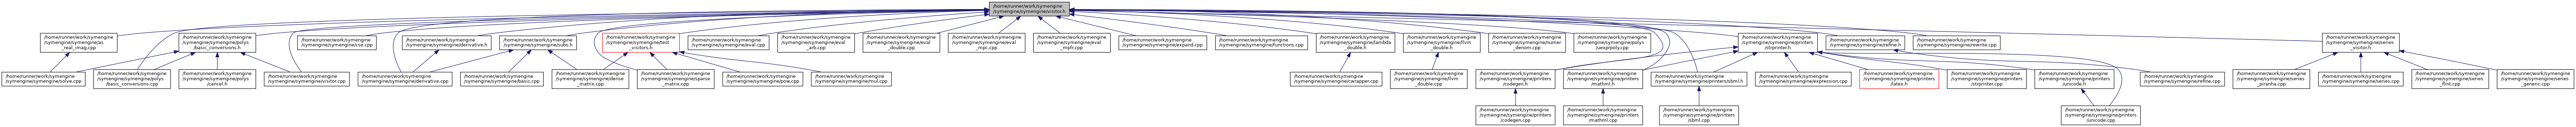 /home/runner/work/symengine
/symengine/symengine/visitor.h
/home/runner/work/symengine
/symengine/symengine/as
_real_imag.cpp
/home/runner/work/symengine
/symengine/symengine/polys
/basic_conversions.h
/home/runner/work/symengine
/symengine/symengine/cse.cpp
/home/runner/work/symengine
/symengine/symengine/derivative.h
/home/runner/work/symengine
/symengine/symengine/subs.h
/home/runner/work/symengine
/symengine/symengine/test
_visitors.h
/home/runner/work/symengine
/symengine/symengine/eval.cpp
/home/runner/work/symengine
/symengine/symengine/eval
_arb.cpp
/home/runner/work/symengine
/symengine/symengine/eval
_double.cpp
/home/runner/work/symengine
/symengine/symengine/eval
_mpc.cpp
/home/runner/work/symengine
/symengine/symengine/eval
_mpfr.cpp
/home/runner/work/symengine
/symengine/symengine/expand.cpp
/home/runner/work/symengine
/symengine/symengine/functions.cpp
/home/runner/work/symengine
/symengine/symengine/lambda
_double.h
/home/runner/work/symengine
/symengine/symengine/llvm
_double.h
/home/runner/work/symengine
/symengine/symengine/numer
_denom.cpp
/home/runner/work/symengine
/symengine/symengine/polys
/uexprpoly.cpp
/home/runner/work/symengine
/symengine/symengine/printers
/strprinter.h
/home/runner/work/symengine
/symengine/symengine/refine.h
/home/runner/work/symengine
/symengine/symengine/rewrite.cpp
/home/runner/work/symengine
/symengine/symengine/series
_visitor.h
/home/runner/work/symengine
/symengine/symengine/solve.cpp
/home/runner/work/symengine
/symengine/symengine/polys
/basic_conversions.cpp
/home/runner/work/symengine
/symengine/symengine/polys
/cancel.h
/home/runner/work/symengine
/symengine/symengine/visitor.cpp
/home/runner/work/symengine
/symengine/symengine/derivative.cpp
/home/runner/work/symengine
/symengine/symengine/basic.cpp
/home/runner/work/symengine
/symengine/symengine/dense
_matrix.cpp
/home/runner/work/symengine
/symengine/symengine/sparse
_matrix.cpp
/home/runner/work/symengine
/symengine/symengine/pow.cpp
/home/runner/work/symengine
/symengine/symengine/mul.cpp
/home/runner/work/symengine
/symengine/symengine/cwrapper.cpp
/home/runner/work/symengine
/symengine/symengine/llvm
_double.cpp
/home/runner/work/symengine
/symengine/symengine/printers
/codegen.h
/home/runner/work/symengine
/symengine/symengine/printers
/mathml.h
/home/runner/work/symengine
/symengine/symengine/printers/sbml.h
/home/runner/work/symengine
/symengine/symengine/expression.cpp
/home/runner/work/symengine
/symengine/symengine/printers
/latex.h
/home/runner/work/symengine
/symengine/symengine/printers
/strprinter.cpp
/home/runner/work/symengine
/symengine/symengine/printers
/unicode.h
/home/runner/work/symengine
/symengine/symengine/refine.cpp
/home/runner/work/symengine
/symengine/symengine/series
_piranha.cpp
/home/runner/work/symengine
/symengine/symengine/series.cpp
/home/runner/work/symengine
/symengine/symengine/series
_flint.cpp
/home/runner/work/symengine
/symengine/symengine/series
_generic.cpp
/home/runner/work/symengine
/symengine/symengine/printers
/codegen.cpp
/home/runner/work/symengine
/symengine/symengine/printers
/mathml.cpp
/home/runner/work/symengine
/symengine/symengine/printers
/sbml.cpp
/home/runner/work/symengine
/symengine/symengine/printers
/unicode.cpp